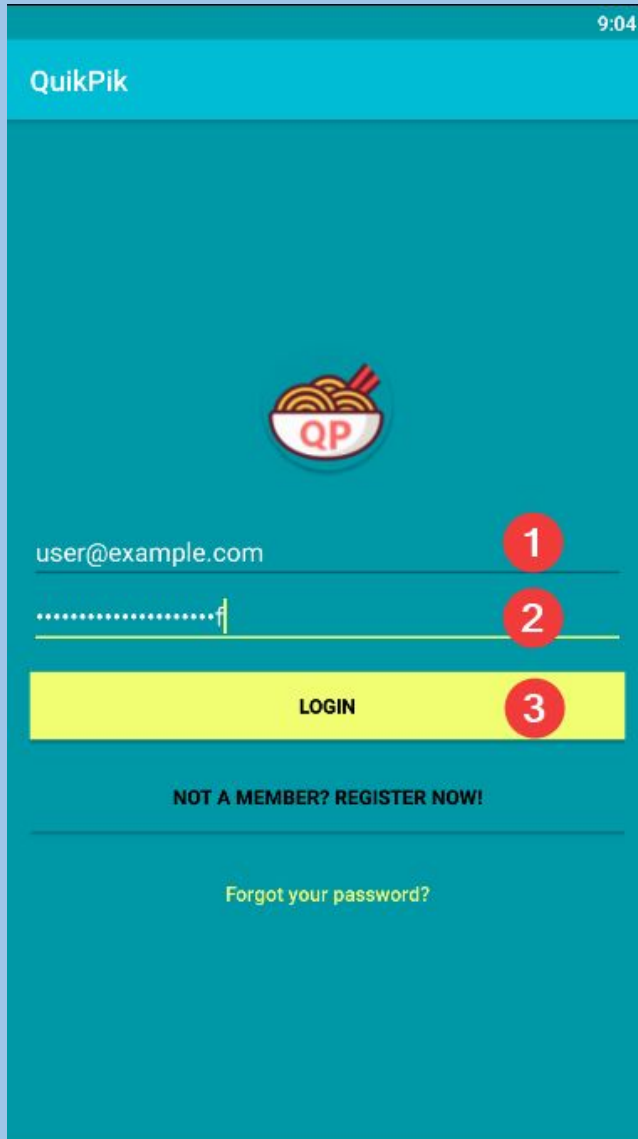 9:04
QuikPik
QP
user@example.com
1
•••••••••••••••••••••f
2
LOGIN
3
NOT A MEMBER? REGISTER NOW!
Forgot your password?